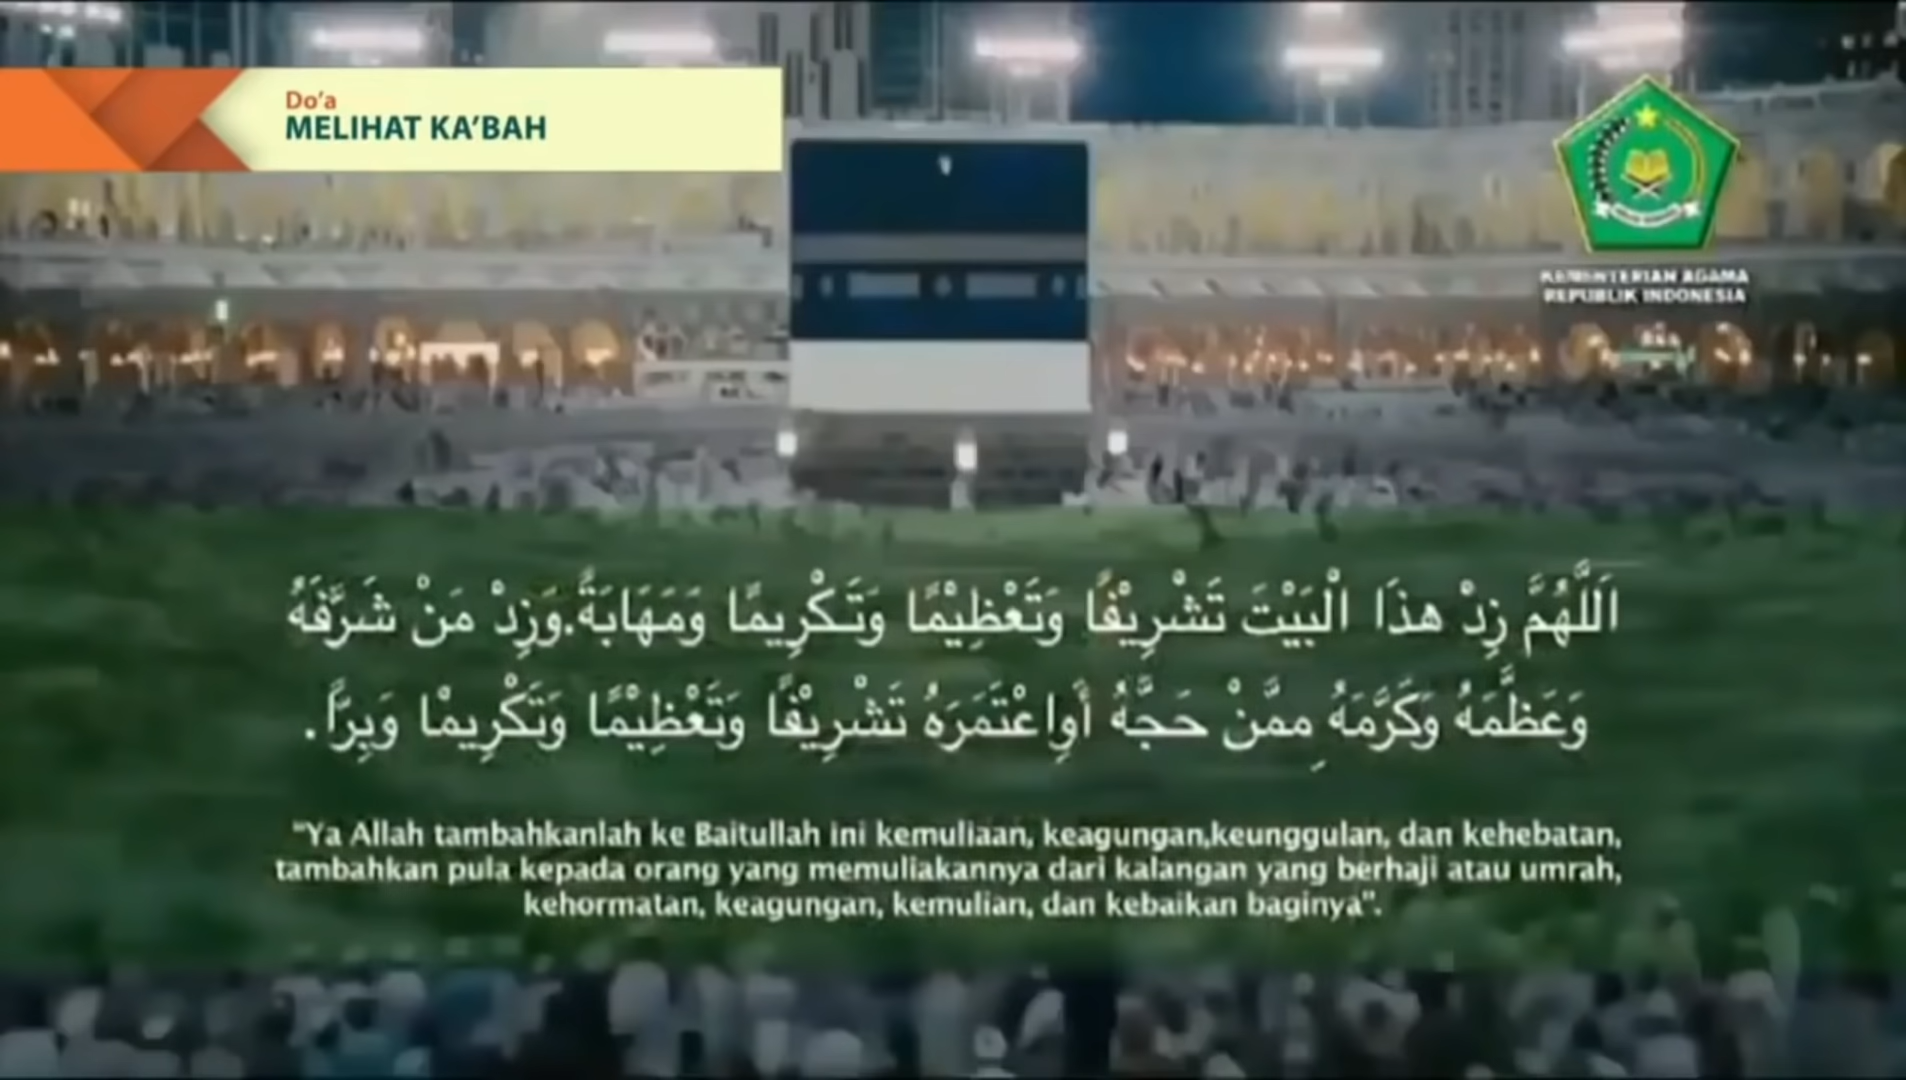 Do'a
MELIHAT KA'BAH
KEMENTERIAN AGAMA
REPUBLIK INDONESIA
اَللّٰهُمَّ زِدْ هٰذَا الْبَيْتَ تَشْرِيْفًا وَتَعْظِيْمًا وَتَكْرِيمًا وَمَهَابَةً.وَزِدْ مَنْ شَرَّفَهُ
وَعَظَّمَهُ وَكَرَّمَهُ مِمَّنْ حَجَّهُ أَوِاعْتَمَرَهُ تَشْرِيْفًا وَتَعْظِيْمًا وَتَكْرِيمْا وَبِرًّا.
"Ya Allah tambahkanlah ke Baitullah ini kemuliaan, keagungan,keunggulan, dan kehebatan,
tambahkan pula kepada orang yang memuliakannya dari kalangan yang berhaji atau umrah,
kehormatan, keagungan, kemulian, dan kebaikan baginya".